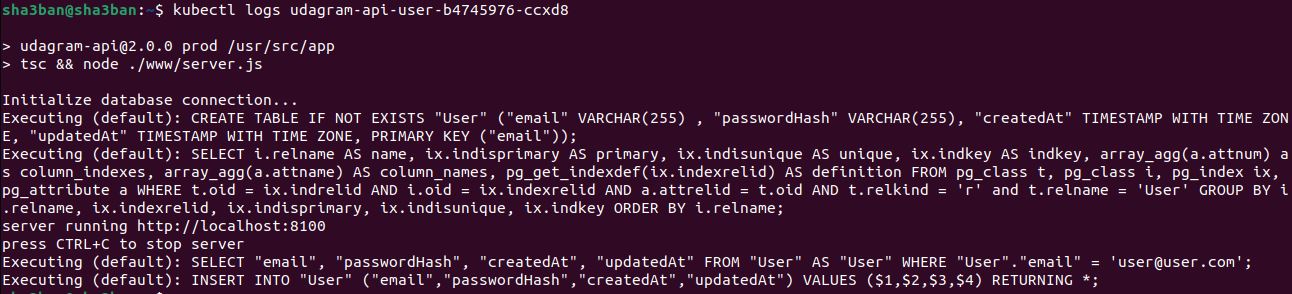 sha3ban@sha3ban:~$ kubectl logs udagram-api-user-b4745976-ccxd8
> udagram-api@2.0.0 prod /usr/src/app
> tsc && node ./www/server.js
Initialize database connection...
Executing (default): CREATE TABLE IF NOT EXISTS "User" ("email" VARCHAR(255) , "passwordHash" VARCHAR(255), "createdAt" TIMESTAMP WITH TIME ZON
E, "updatedAt" TIMESTAMP WITH TIME ZONE, PRIMARY KEY ("email"));
Executing (default): SELECT i.relname AS name, ix.indisprimary AS primary, ix.indisunique AS unique, ix.indkey AS indkey, array_agg(a.attnum) a
s column_indexes, array_agg(a.attname) AS column_names, pg_get_indexdef(ix.indexrelid) AS definition FROM pg_class t, pg_class i, pg_index ix,
pg_attribute a WHERE t.oid = ix.indrelid AND i.oid = ix.indexrelid AND a.attrelid = t.oid AND t.relkind = 'r' and t.relname = 'User' GROUP BY i
.relname, ix.indexrelid, ix.indisprimary, ix.indisunique, ix.indkey ORDER BY i.relname;
server running http://localhost:8100
press CTRL+C to stop server
Executing (default): SELECT "email", "passwordHash", "createdAt", "updatedAt" FROM "User" AS "User" WHERE "User"."email" = 'user@user.com';
Executing (default): INSERT INTO "User" ("email","passwordHash","createdAt","updatedAt") VALUES ($1,$2,$3,$4) RETURNING *;